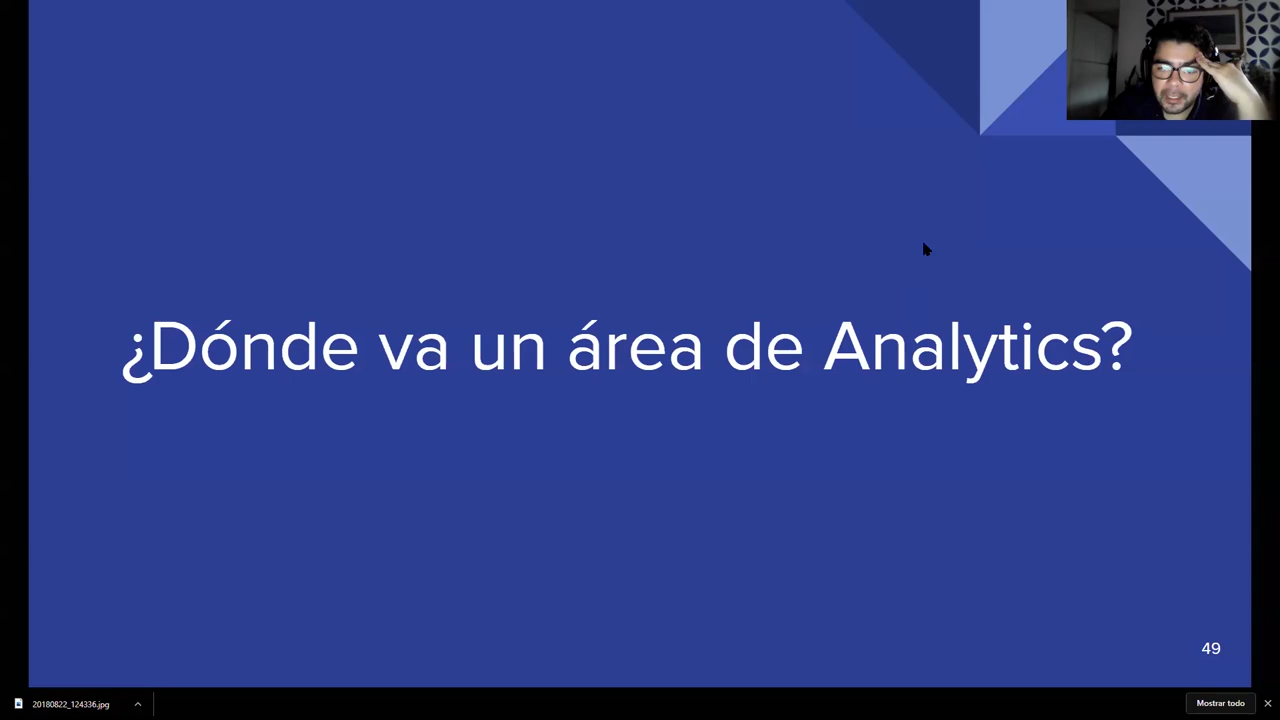 ¿Dónde va un área de Analytics?
49
20180822_124336.jpg
Mostrar todo